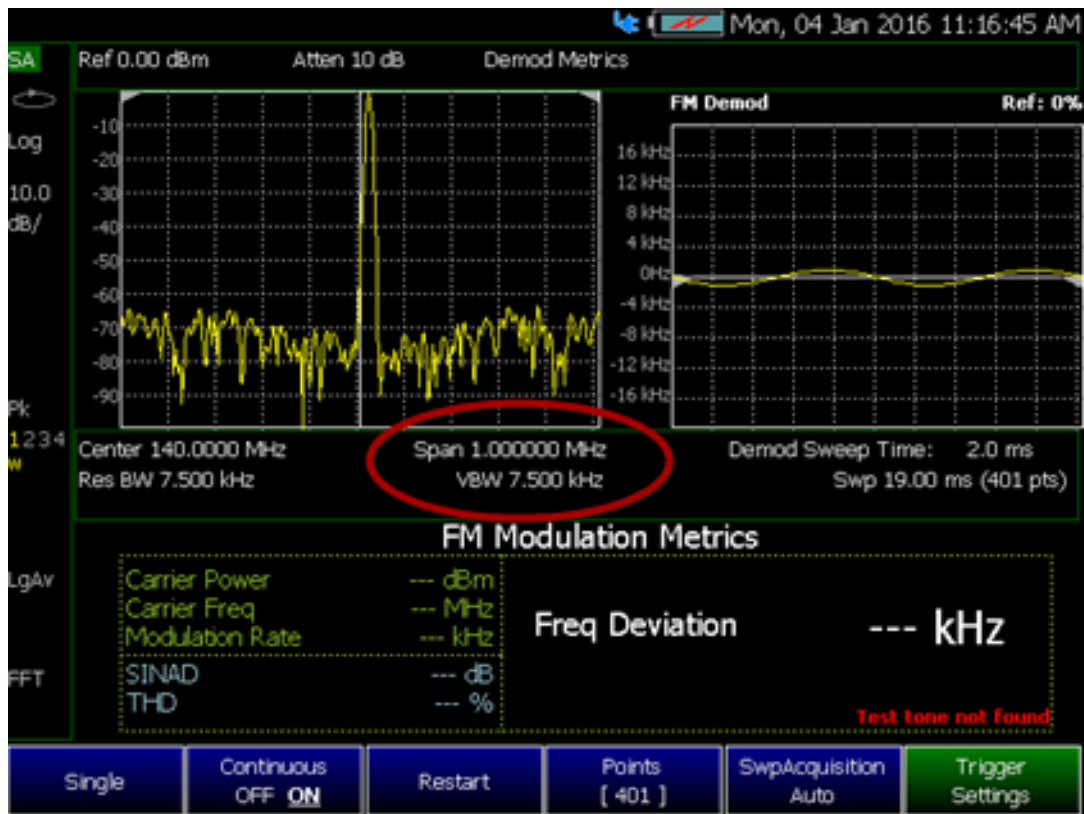 Mon, 04 Jan 2016 11:16:45 AM
SA
Ref 0.00 dBm Atten 10 dB Demod Metrics
Log
10.0
dB/
Pk
1234
w
LgAv
FFT
-10
-20
-30
-40
-50
-60
-70
-80
-90
FM Demod Ref: 0%
16 kHz
12 kHz
8 kHz
4 kHz
0Hz
-4 kHz
-8 kHz
-12 kHz
-16 kHz
Center 140.0000 MHz Span 1.000000 MHz Demod Sweep Time: 2.0 ms
Res BW 7.500 kHz VBW 7.500 kHz Swp 19.00 ms (401 pts)
FM Modulation Metrics
Carrier Power --- dBm
Carrier Freq --- MHz
Modulation Rate --- kHz
SINAD --- dB
THD --- %
Freq Deviation --- kHz
Test tone not found
Single
Continuous
OFF ON
Restart
Points
[ 401 ]
SwpAcquisition
Auto
Trigger
Settings